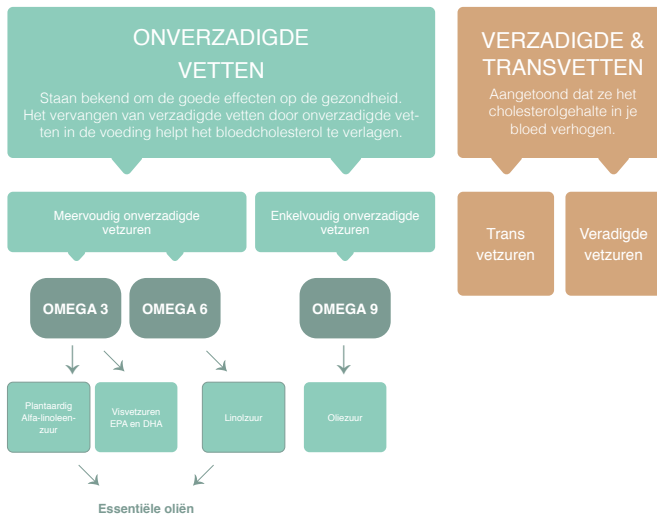 ONVERZADIGDE
VETTEN
Staan bekend om de goede effecten op de gezondheid.
Het vervangen van verzadigde vetten door onverzadigde vet-
ten in de voeding helpt het bloedcholesterol te verlagen.
VERZADIGDE &
TRANSVETTEN
Aangetoond dat ze het
cholesterolgehalte in je
bloed verhogen.
Meervoudig onverzadigde
vetzuren
Enkelvoudig onverzadigde
vetzuren
Trans
vetzuren
Veradigde
vetzuren
OMEGA 3
OMEGA 6
OMEGA 9
Plantaardig
Alfa-linoleen-
zuur
Visvetzuren
EPA en DHA
Linolzuur
Oliezuur
Essentiële oliën